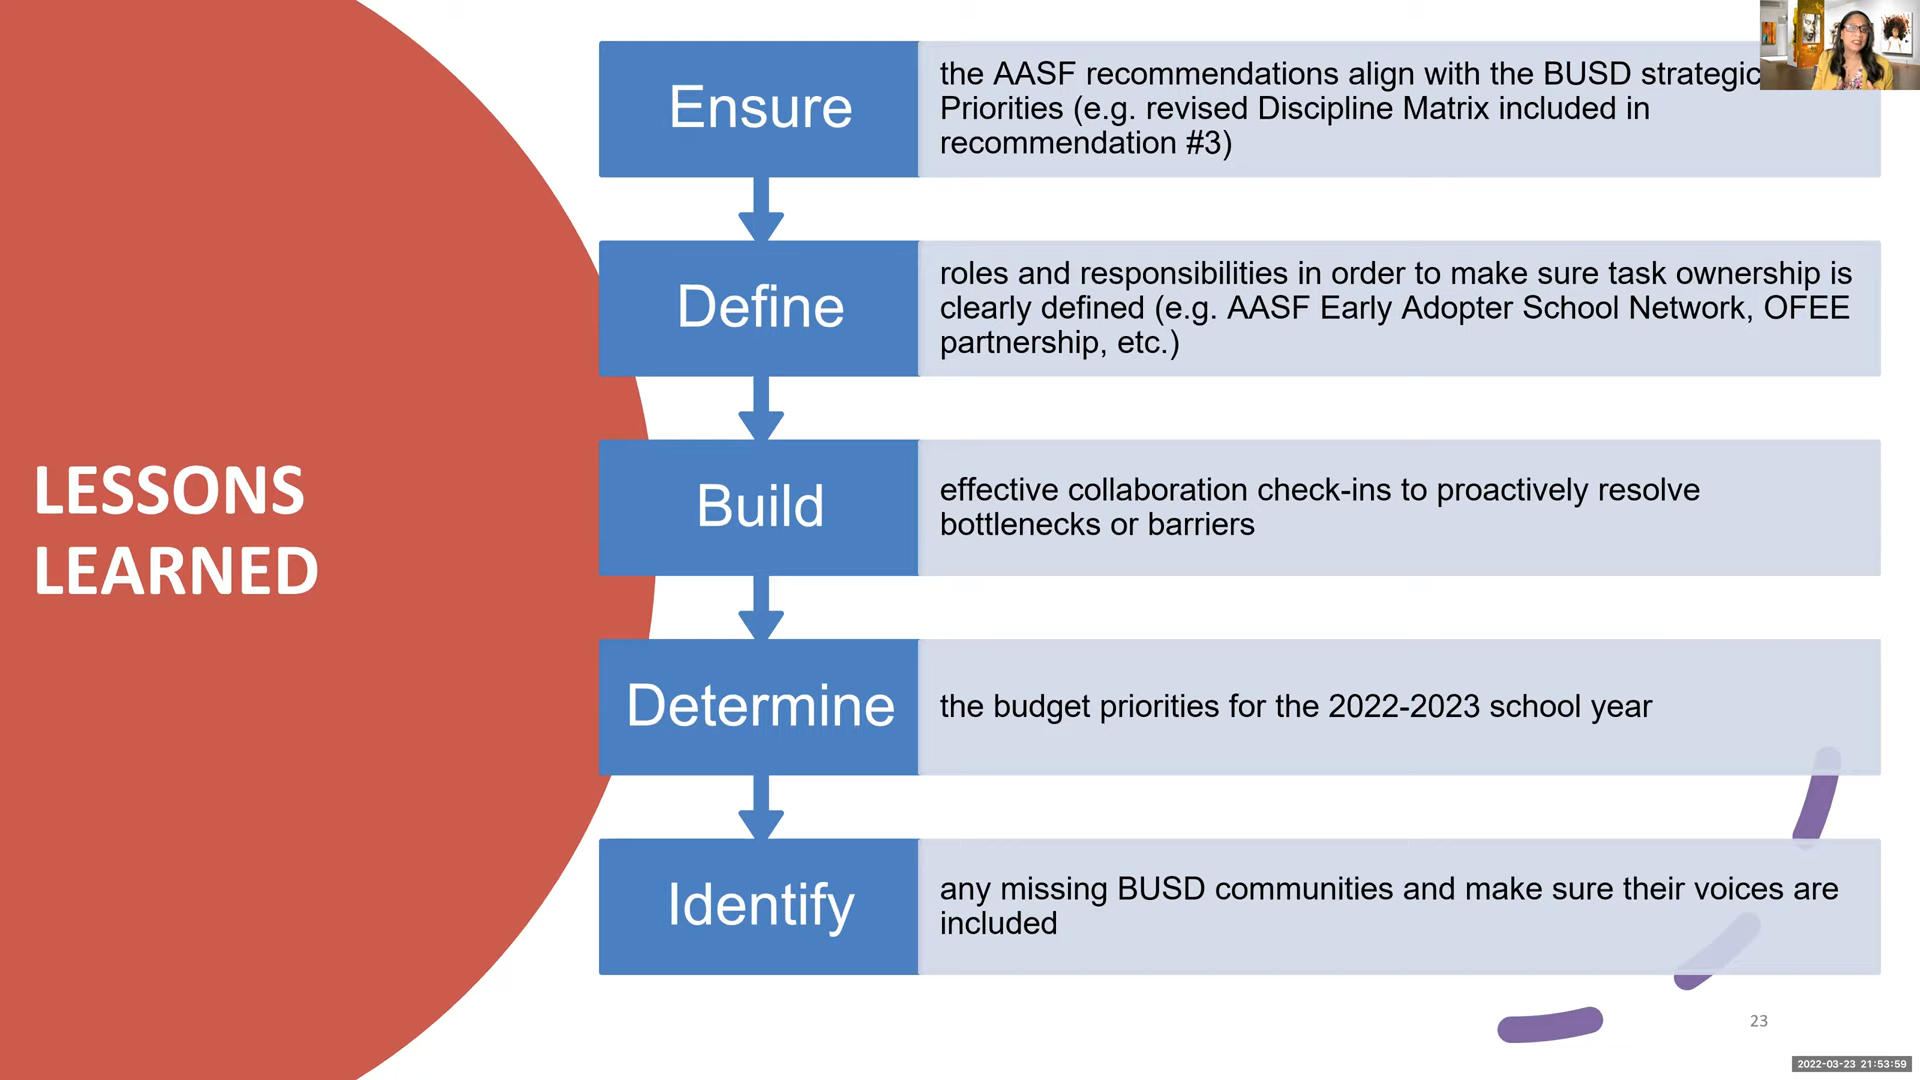 LESSONS
LEARNED
Ensure
the AASF recommendations align with the BUSD strategic
Priorities (e.g. revised Discipline Matrix included in
recommendation #3)
Define
roles and responsibilities in order to make sure task ownership is
clearly defined (e.g. AASF Early Adopter School Network, OFEE
partnership, etc.)
Build
effective collaboration check-ins to proactively resolve
bottlenecks or barriers
Determine
the budget priorities for the 2022-2023 school year
Identify
any missing BUSD communities and make sure their voices are
included
23
2022-03-23 21:53:59